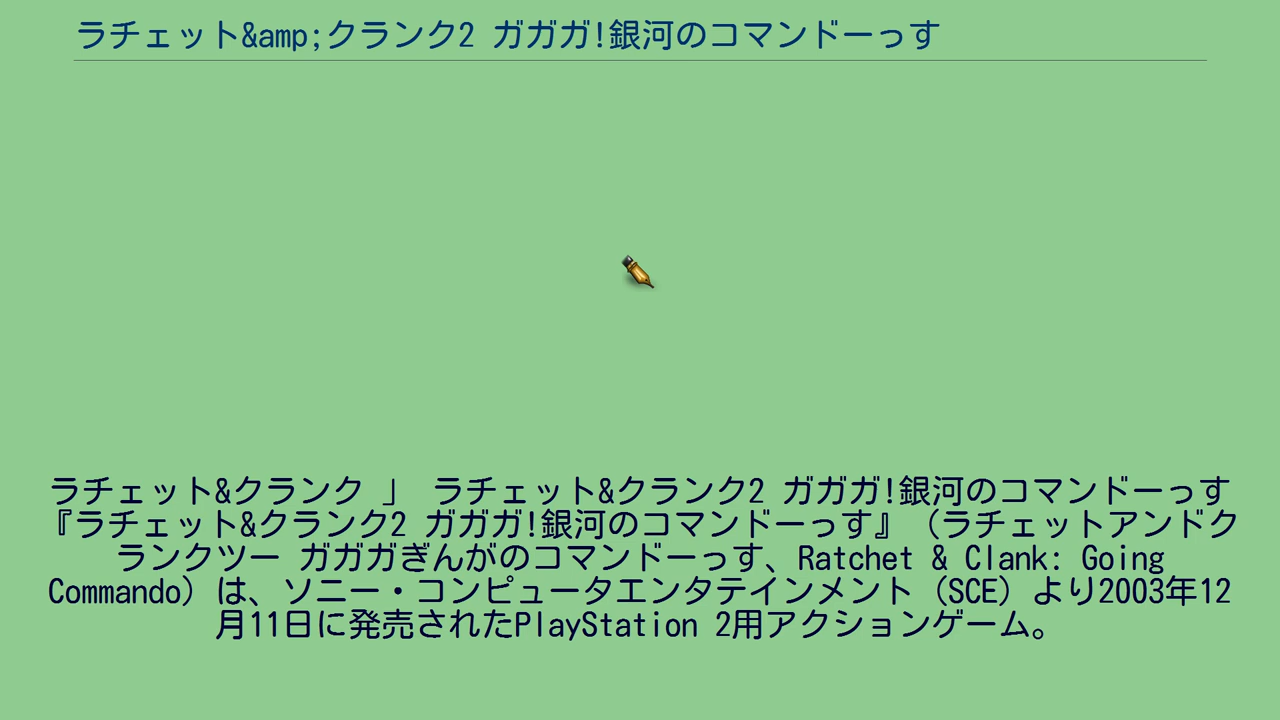 ラチェット&amp;クランク2 ガガガ!銀河のコマンドーっす
ラチェット&クランク 」 ラチェット&クランク2 ガガガ!銀河のコマンドーっす
『ラチェット&クランク2 ガガガ!銀河のコマンドーっす』（ラチェットアンドク
ランクツー ガガガぎんがのコマンドーっす、Ratchet & Clank: Going
Commando）は、ソニー・コンピュータエンタテインメント（SCE）より2003年12
月11日に発売されたPlayStation 2用アクションゲーム。